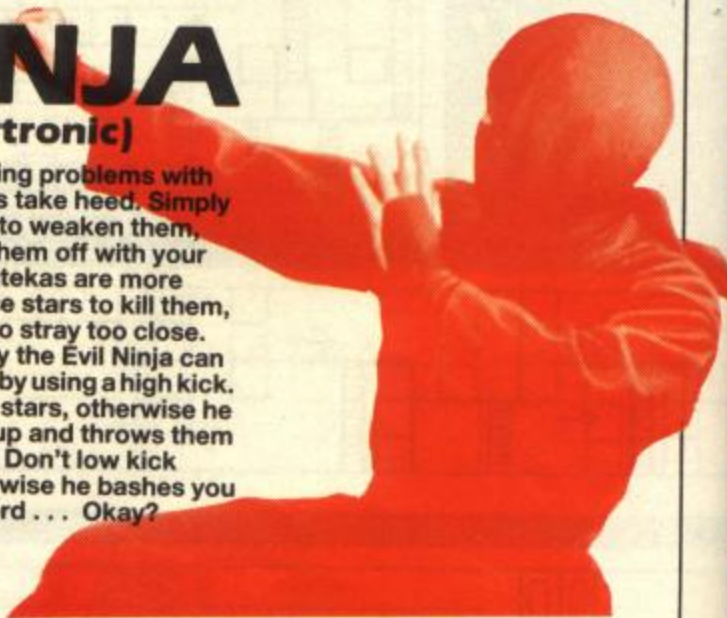 NJA
tronic)
ing problems with
s take heed. Simply
to weaken them,
hem off with your
tekas are more
e stars to kill them,
o stray too close.
y the Evil Ninja can
by using a high kick.
stars, otherwise he
up and throws them
Don't low kick
wise he bashes you
rd . . . Okay?